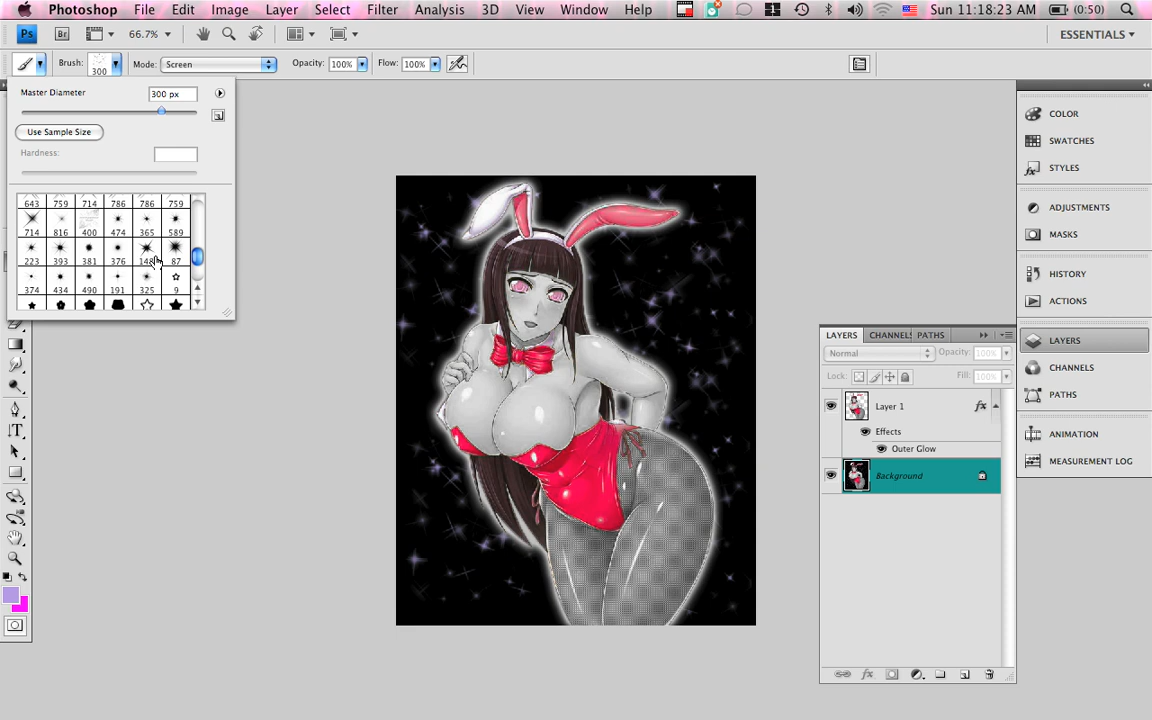 Photoshop File Edit Image Layer Select Filter Analysis 3D View Window Help Sun 11:18:23 AM (0:50)
Ps Br 66.7% ESSENTIALS
Brush: 300 Mode: Screen Opacity: 100% Flow: 100%
Master Diameter 300 px
Use Sample Size
Hardness:
643 759 714 786 786 759
714 816 400 474 365 589
223 393 381 376 148 87
374 434 490 191 325 9
COLOR
SWATCHES
STYLES
ADJUSTMENTS
MASKS
HISTORY
ACTIONS
LAYERS
CHANNELS
PATHS
ANIMATION
MEASUREMENT LOG
LAYERS CHANNELS PATHS
Normal Opacity: 100%
Lock: Fill: 100%
Layer 1 fx
Effects
Outer Glow
Background
fx
T